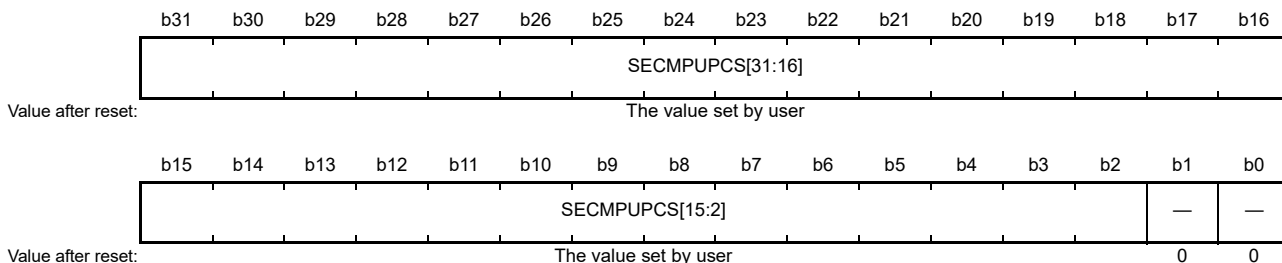 b31 b30 b29 b28 b27 b26 b25 b24 b23 b22 b21 b20 b19 b18 b17 b16
SECMPUPCS[31:16]
Value after reset: The value set by user
b15 b14 b13 b12 b11 b10 b9 b8 b7 b6 b5 b4 b3 b2 b1 b0
SECMPUPCS[15:2] — —
Value after reset: The value set by user 0 0